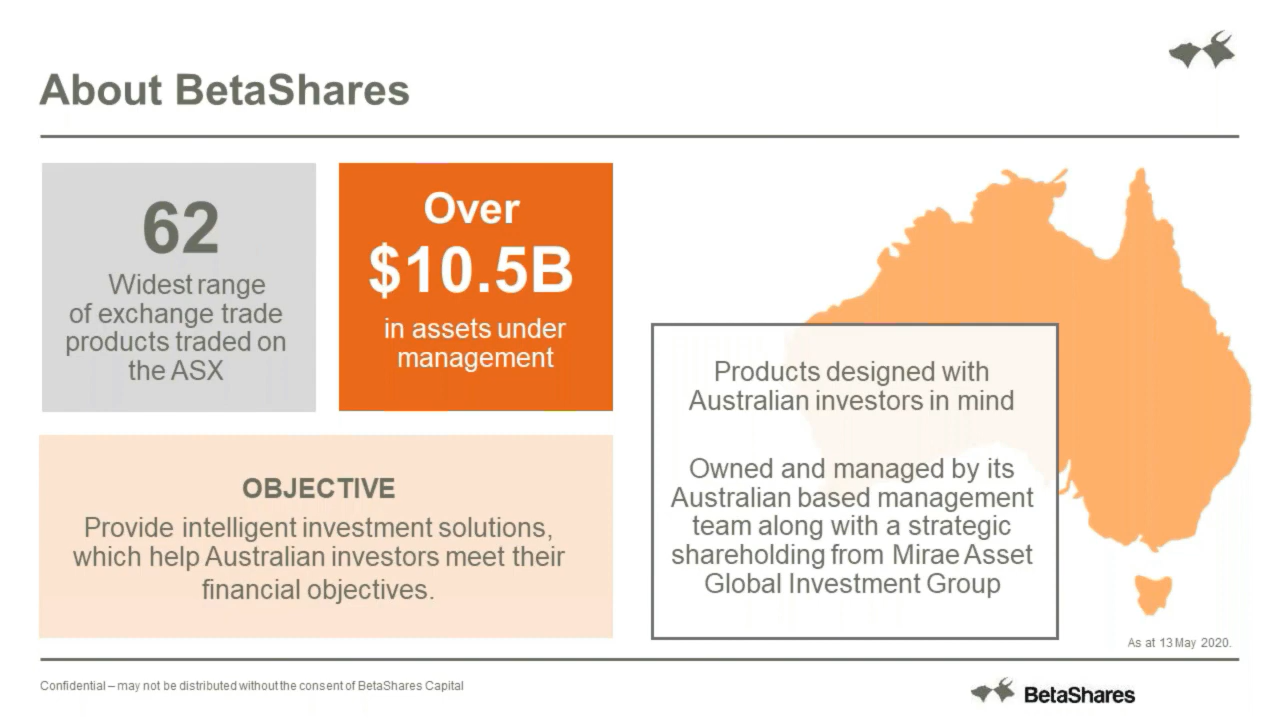 About BetaShares
62
Widest range
of exchange trade
products traded on
the ASX
Over
$10.5B
in assets under
management
OBJECTIVE
Provide intelligent investment solutions,
which help Australian investors meet their
financial objectives.
Products designed with
Australian investors in mind
Owned and managed by its
Australian based management
team along with a strategic
shareholding from Mirae Asset
Global Investment Group
As at 13 May 2020.
Confidential – may not be distributed without the consent of BetaShares Capital
BetaShares